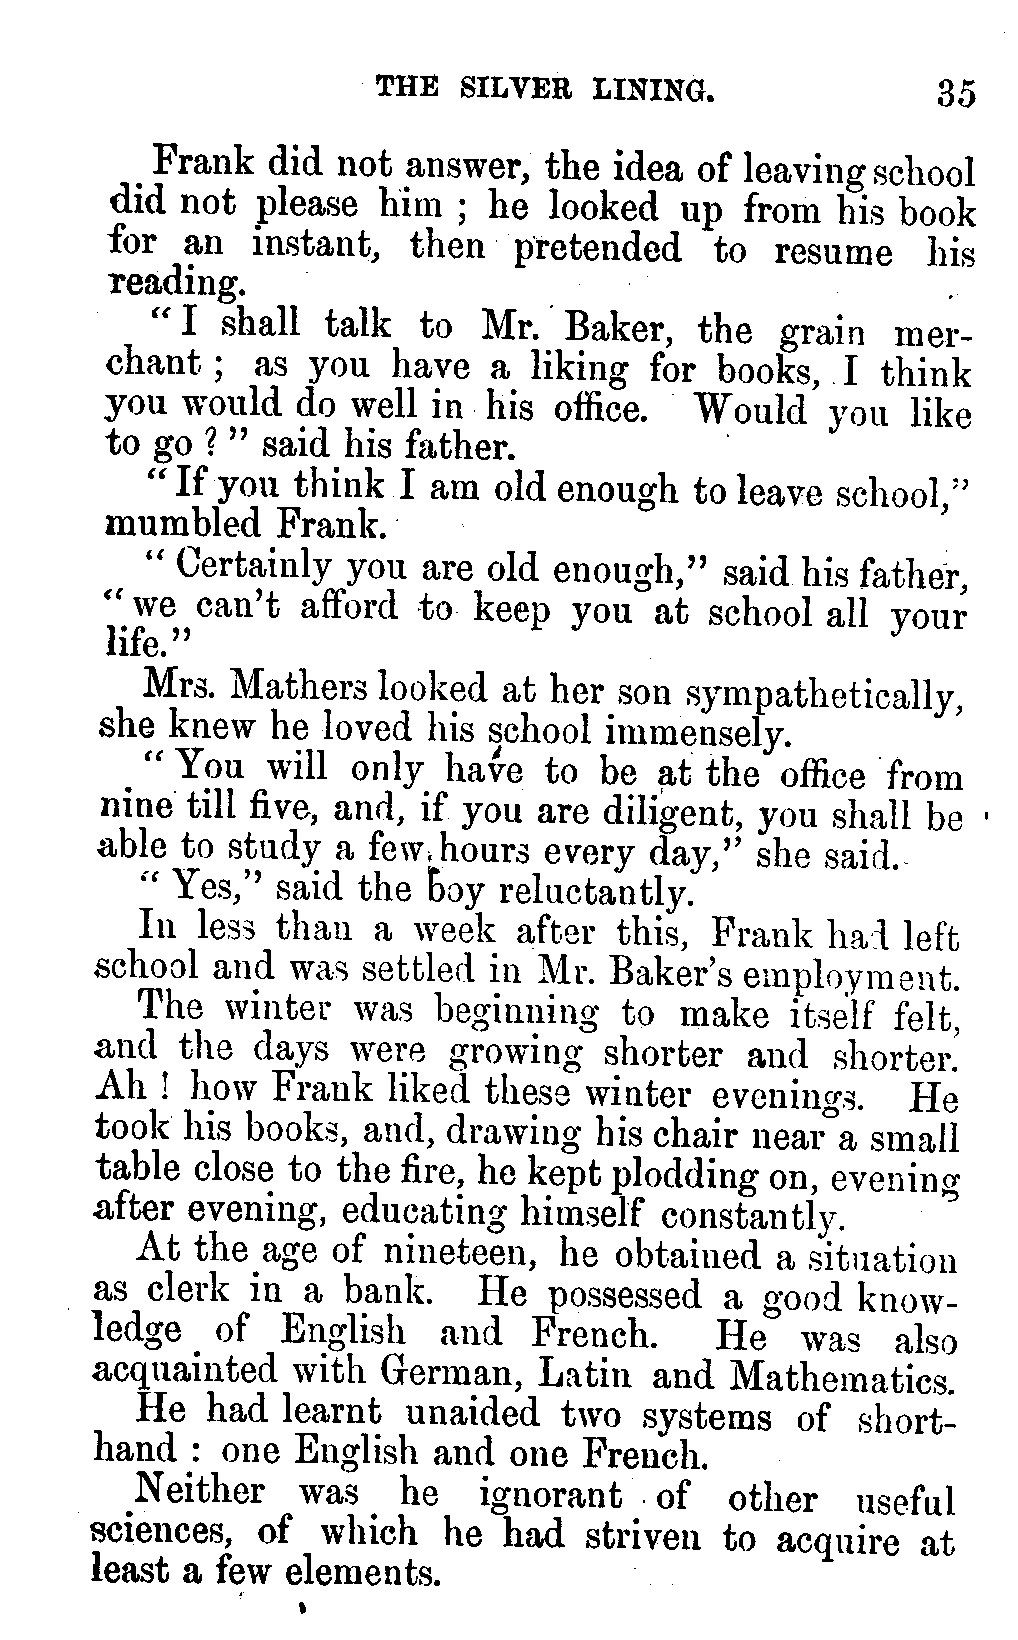 THE SILVER LINING. 35
Frank did not answer, the idea of leaving school
did not please him ; he looked up from his book
for an instant, then pretended to resume his
reading.
“ I shall talk to Mr. Baker, the grain mer-
chant ; as you have a liking for books, I think
you would do well in his office. Would you like
to go ? ” said his father.
“ If you think I am old enough to leave school,”
mumbled Frank.
“ Certainly you are old enough,” said his father,
“ we can’t afford to keep you at school all your
life.”
Mrs. Mathers looked at her son sympathetically,
she knew he loved his school immensely.
“ You will only have to be at the office from
nine till five, and, if you are diligent, you shall be
able to study a few hours every day,” she said.
“ Yes,” said the boy reluctantly.
In less than a week after this, Frank had left
school and was settled in Mr. Baker’s employment.
The winter was beginning to make itself felt,
and the days were growing shorter and shorter.
Ah ! how Frank liked these winter evenings. He
took his books, and, drawing his chair near a small
table close to the fire, he kept plodding on, evening
after evening, educating himself constantly.
At the age of nineteen, he obtained a situation
as clerk in a bank. He possessed a good know-
ledge of English and French. He was also
acquainted with German, Latin and Mathematics.
He had learnt unaided two systems of short-
hand : one English and one French.
Neither was he ignorant of other useful
sciences, of which he had striven to acquire at
least a few elements.